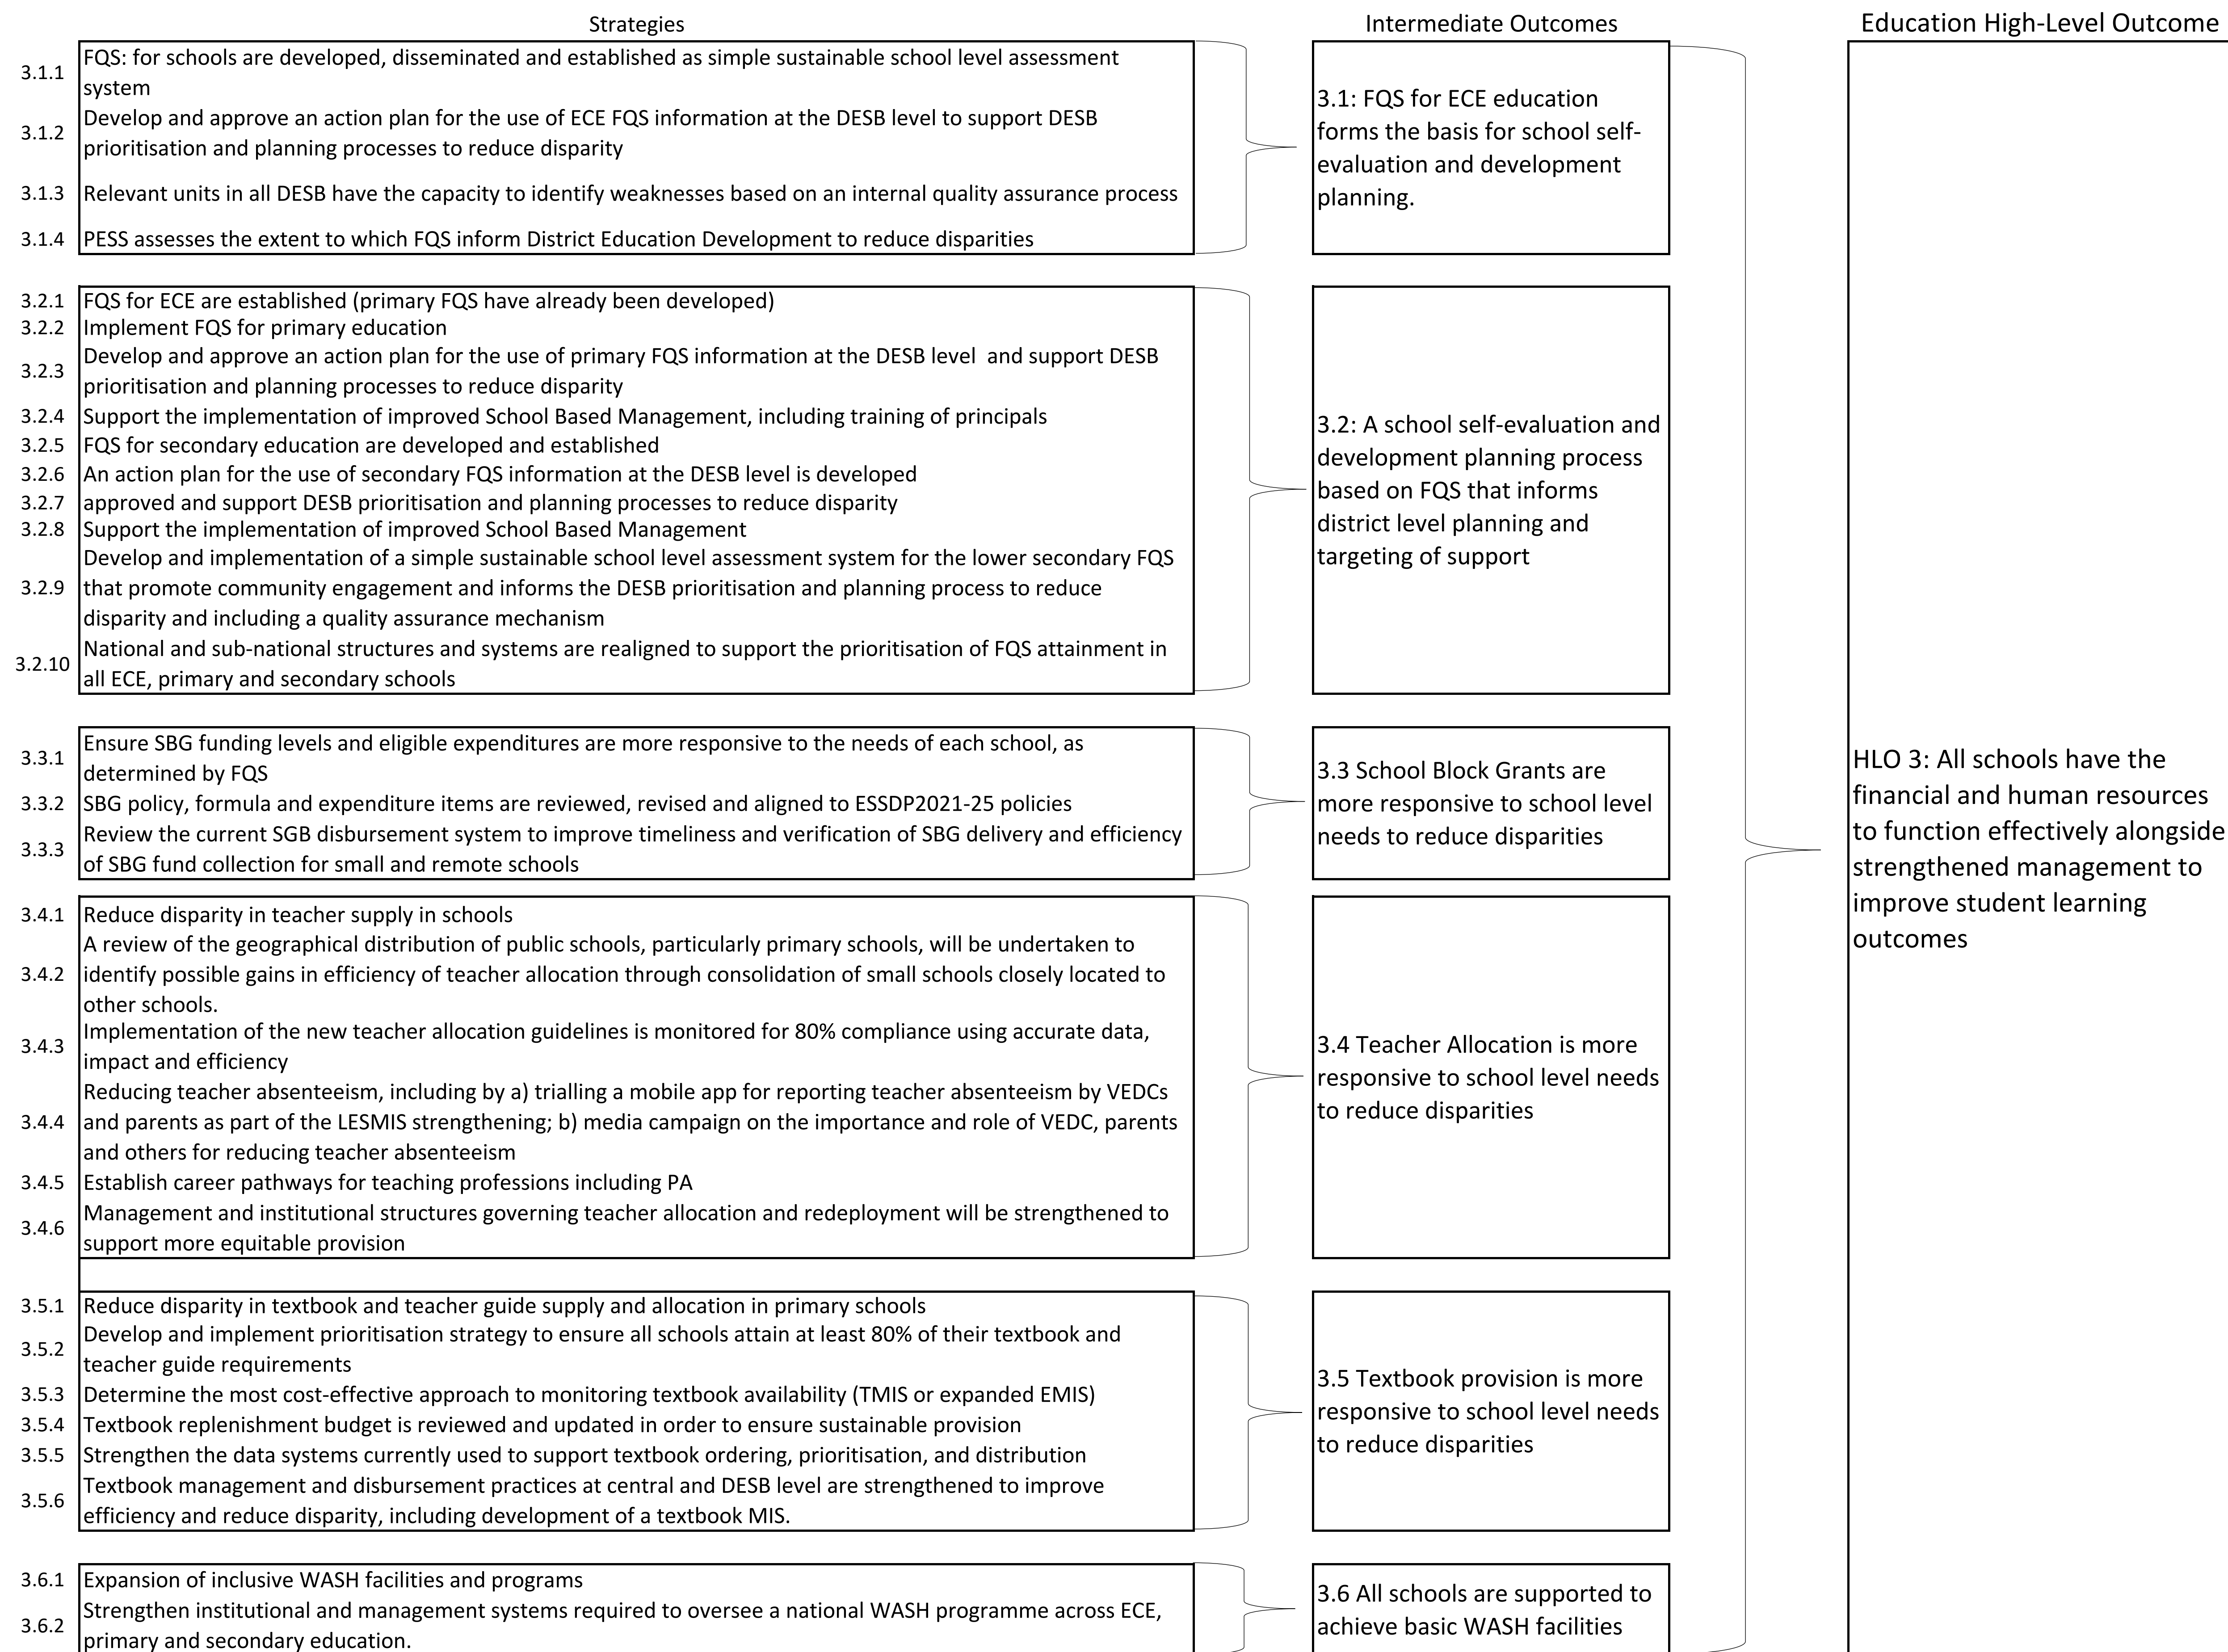 Strategies
Intermediate Outcomes
Education High-Level Outcome
3.1.1
FQS: for schools are developed, disseminated and established as simple sustainable school level assessment
system
3.1.2
Develop and approve an action plan for the use of ECE FQS information at the DESB level to support DESB
prioritisation and planning processes to reduce disparity
3.1.3
Relevant units in all DESB have the capacity to identify weaknesses based on an internal quality assurance process
3.1.4
PESS assesses the extent to which FQS inform District Education Development to reduce disparities
3.1: FQS for ECE education
forms the basis for school self-
evaluation and development
planning.
3.2.1
FQS for ECE are established (primary FQS have already been developed)
3.2.2
Implement FQS for primary education
3.2.3
Develop and approve an action plan for the use of primary FQS information at the DESB level  and support DESB
prioritisation and planning processes to reduce disparity
3.2.4
Support the implementation of improved School Based Management, including training of principals
3.2.5
FQS for secondary education are developed and established
3.2.6
An action plan for the use of secondary FQS information at the DESB level is developed
3.2.7
approved and support DESB prioritisation and planning processes to reduce disparity
3.2.8
Support the implementation of improved School Based Management
3.2.9
Develop and implementation of a simple sustainable school level assessment system for the lower secondary FQS
that promote community engagement and informs the DESB prioritisation and planning process to reduce
disparity and including a quality assurance mechanism
3.2.10
National and sub-national structures and systems are realigned to support the prioritisation of FQS attainment in
all ECE, primary and secondary schools
3.2: A school self-evaluation and
development planning process
based on FQS that informs
district level planning and
targeting of support
3.3.1
Ensure SBG funding levels and eligible expenditures are more responsive to the needs of each school, as
determined by FQS
3.3.2
SBG policy, formula and expenditure items are reviewed, revised and aligned to ESSDP2021-25 policies
3.3.3
Review the current SGB disbursement system to improve timeliness and verification of SBG delivery and efficiency
of SBG fund collection for small and remote schools
3.3 School Block Grants are
more responsive to school level
needs to reduce disparities
3.4.1
Reduce disparity in teacher supply in schools
3.4.2
A review of the geographical distribution of public schools, particularly primary schools, will be undertaken to
identify possible gains in efficiency of teacher allocation through consolidation of small schools closely located to
other schools.
3.4.3
Implementation of the new teacher allocation guidelines is monitored for 80% compliance using accurate data,
impact and efficiency
3.4.4
Reducing teacher absenteeism, including by a) trialling a mobile app for reporting teacher absenteeism by VEDCs
and parents as part of the LESMIS strengthening; b) media campaign on the importance and role of VEDC, parents
and others for reducing teacher absenteeism
3.4.5
Establish career pathways for teaching professions including PA
3.4.6
Management and institutional structures governing teacher allocation and redeployment will be strengthened to
support more equitable provision
3.4 Teacher Allocation is more
responsive to school level needs
to reduce disparities
3.5.1
Reduce disparity in textbook and teacher guide supply and allocation in primary schools
3.5.2
Develop and implement prioritisation strategy to ensure all schools attain at least 80% of their textbook and
teacher guide requirements
3.5.3
Determine the most cost-effective approach to monitoring textbook availability (TMIS or expanded EMIS)
3.5.4
Textbook replenishment budget is reviewed and updated in order to ensure sustainable provision
3.5.5
Strengthen the data systems currently used to support textbook ordering, prioritisation, and distribution
3.5.6
Textbook management and disbursement practices at central and DESB level are strengthened to improve
efficiency and reduce disparity, including development of a textbook MIS.
3.5 Textbook provision is more
responsive to school level needs
to reduce disparities
3.6.1
Expansion of inclusive WASH facilities and programs
3.6.2
Strengthen institutional and management systems required to oversee a national WASH programme across ECE,
primary and secondary education.
3.6 All schools are supported to
achieve basic WASH facilities
HLO 3: All schools have the
financial and human resources
to function effectively alongside
strengthened management to
improve student learning
outcomes